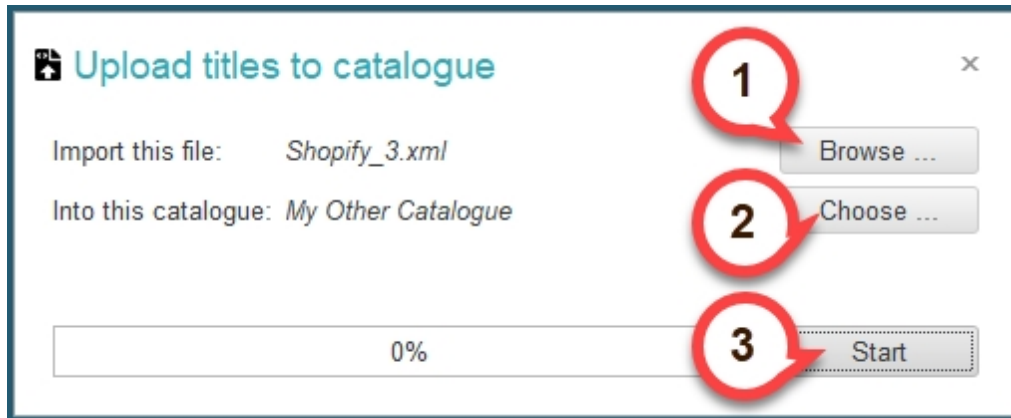 Upload titles to catalogue
×
1
Import this file: Shopify_3.xml Browse ...
Into this catalogue: My Other Catalogue Choose ...
2
0% 3 Start